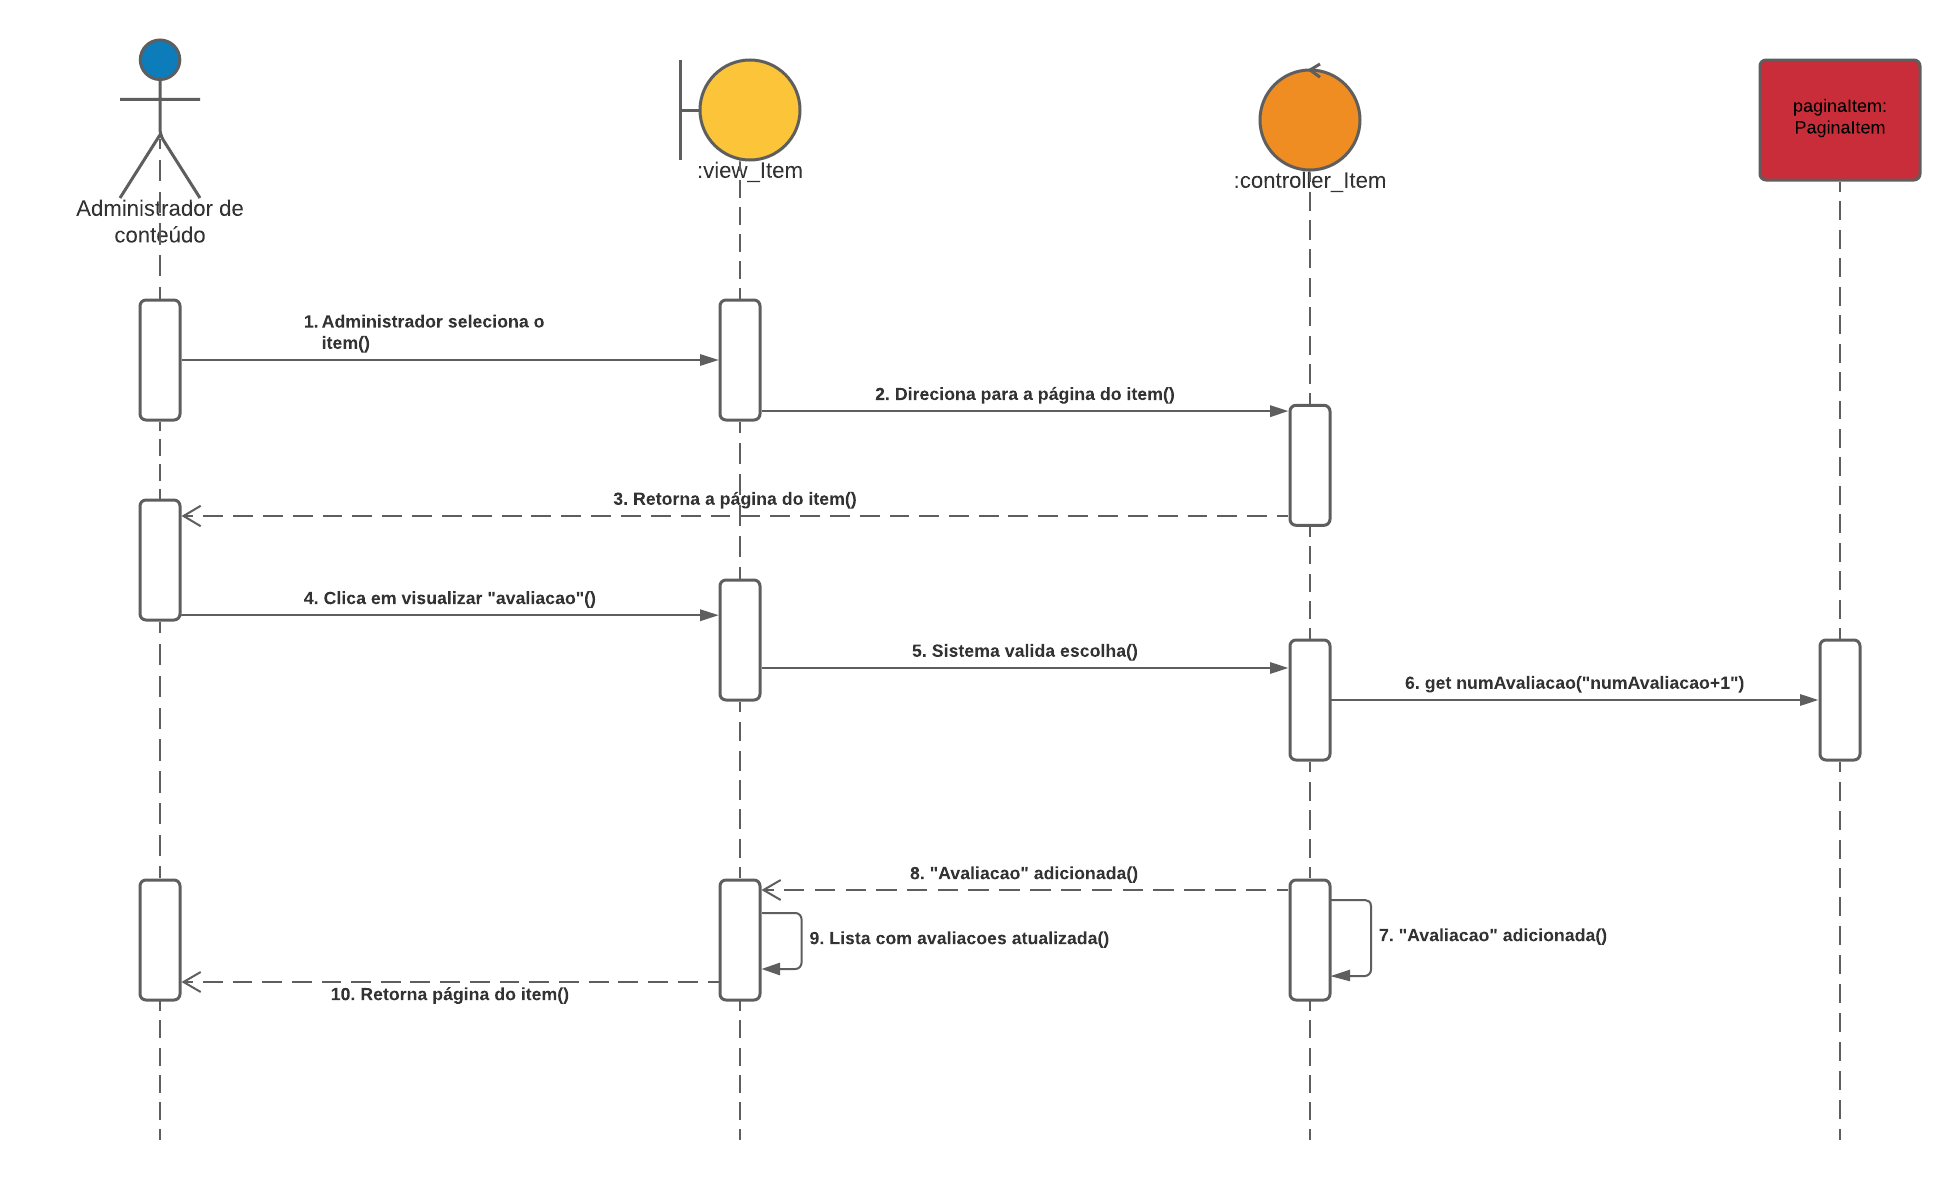 Administrador de
conteúdo
:view_Item
:controller_Item
paginaItem:
PaginaItem
1. Administrador seleciona o
item()
2. Direciona para a página do item()
3. Retorna a página do item()
4. Clica em visualizar "avaliacao"()
5. Sistema valida escolha()
6. get numAvaliacao("numAvaliacao+1")
8. "Avaliacao" adicionada()
9. Lista com avaliacoes atualizada()
7. "Avaliacao" adicionada()
10. Retorna página do item()